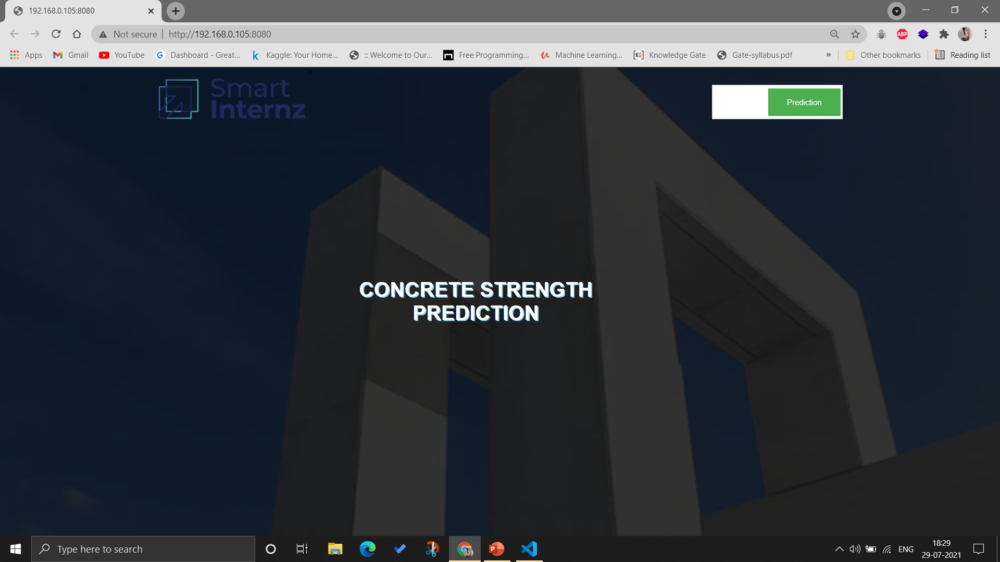 192.168.0.105:8080
Not secure | http://192.168.0.105:8080
ABP
Apps Gmail YouTube G Dashboard - Great... k Kaggle: Your Home... :: Welcome to Our... Free Programming... Machine Learning... KG Knowledge Gate Gate-syllabus.pdf » Other bookmarks Reading list
>
Smart
Internz
Prediction
CONCRETE STRENGTH
PREDICTION
Type here to search
P
ENG
18:29
29-07-2021